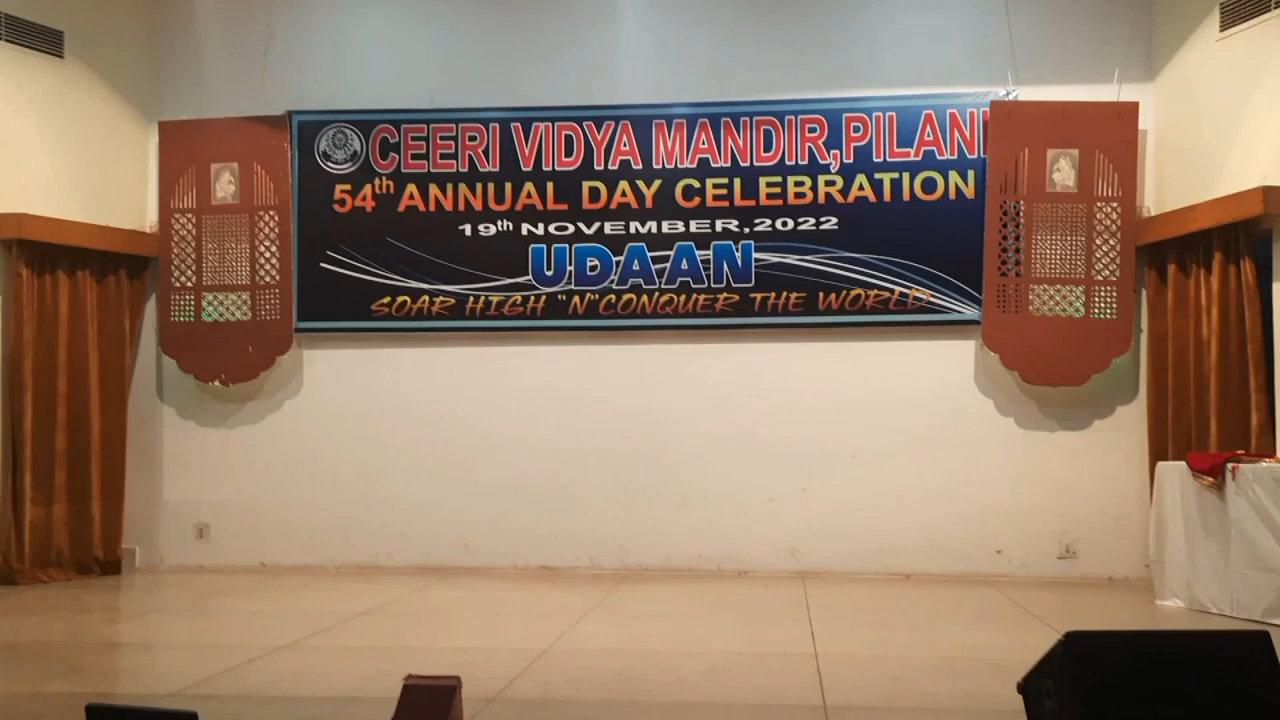 CEERI VIDYA MANDIR,PILANI
54th ANNUAL DAY CELEBRATION
19th NOVEMBER,2022
UDAAN
SOAR HIGH "N" CONQUER THE WORLD